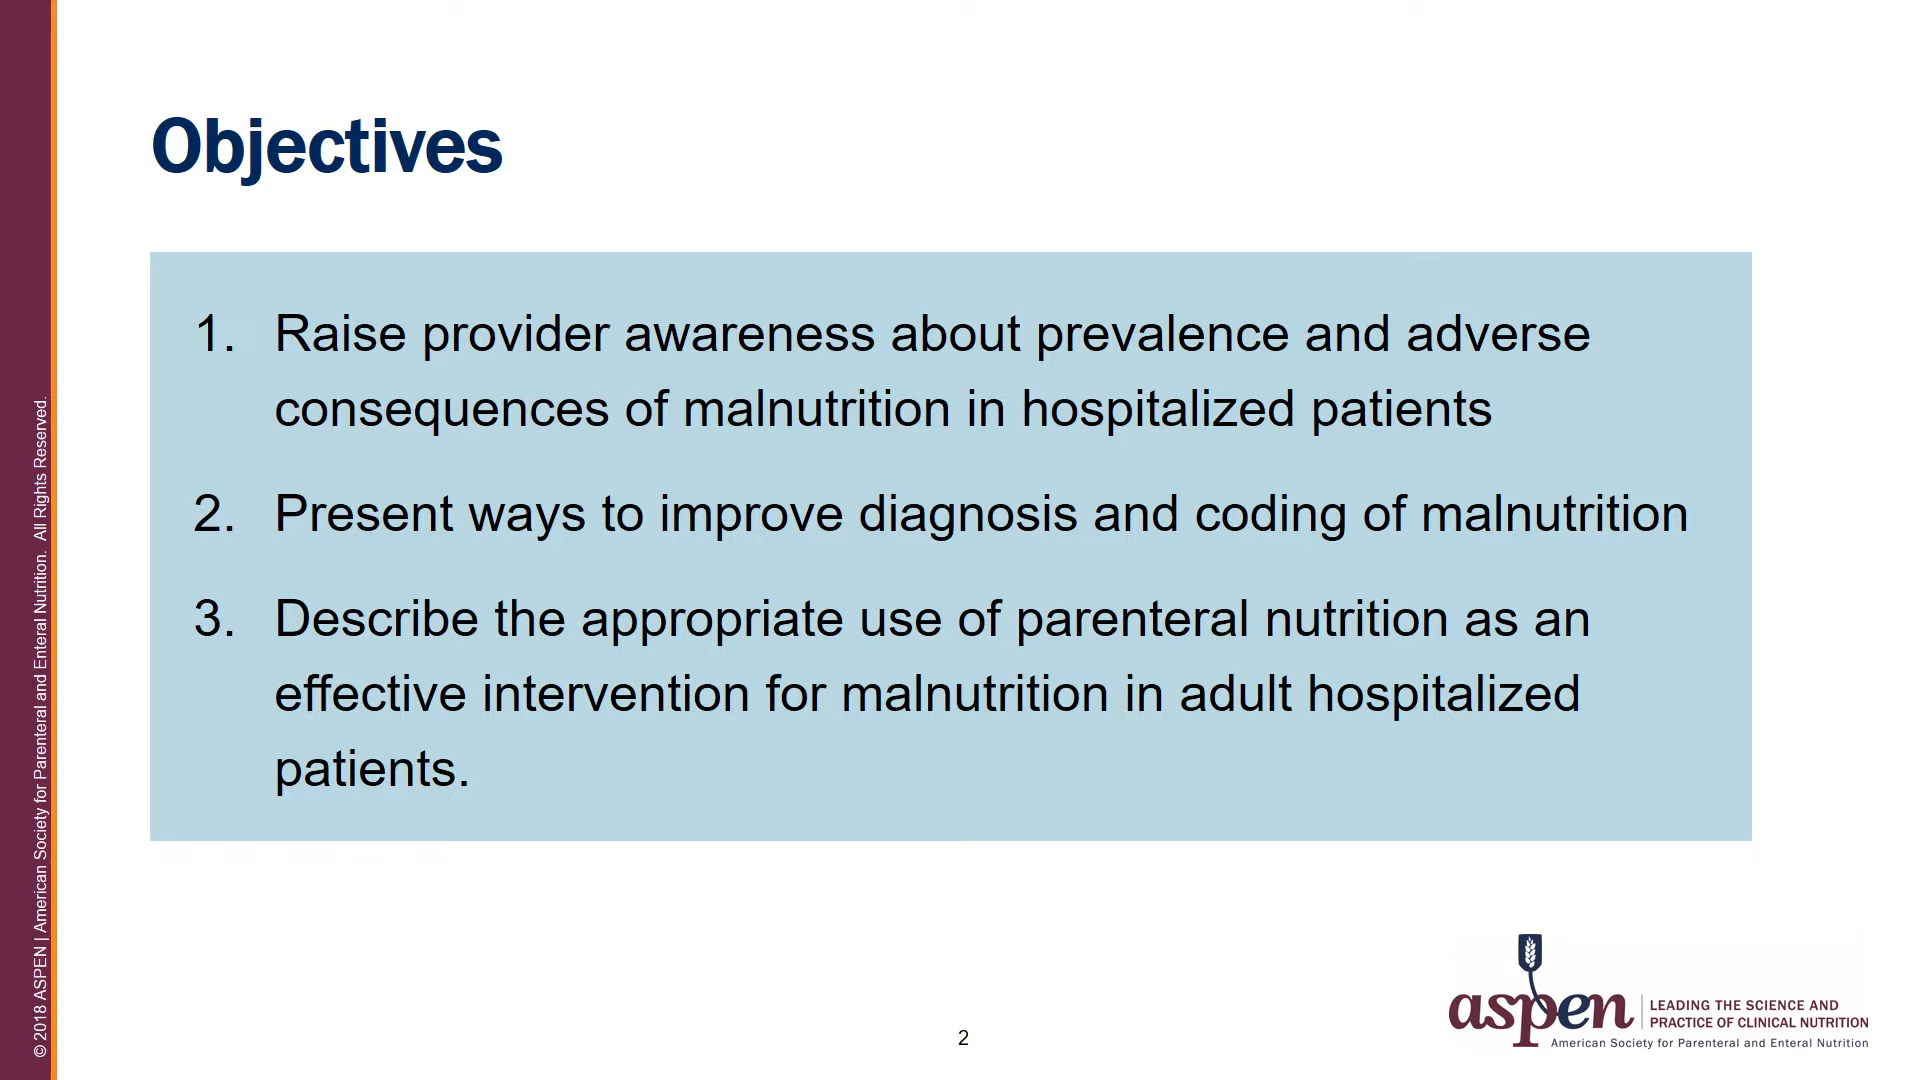 Objectives
1. Raise provider awareness about prevalence and adverse
consequences of malnutrition in hospitalized patients
2. Present ways to improve diagnosis and coding of malnutrition
3. Describe the appropriate use of parenteral nutrition as an
effective intervention for malnutrition in adult hospitalized
patients.
© 2018 ASPEN | American Society for Parenteral and Enteral Nutrition. All Rights Reserved.
2
aspen
LEADING THE SCIENCE AND
PRACTICE OF CLINICAL NUTRITION
American Society for Parenteral and Enteral Nutrition